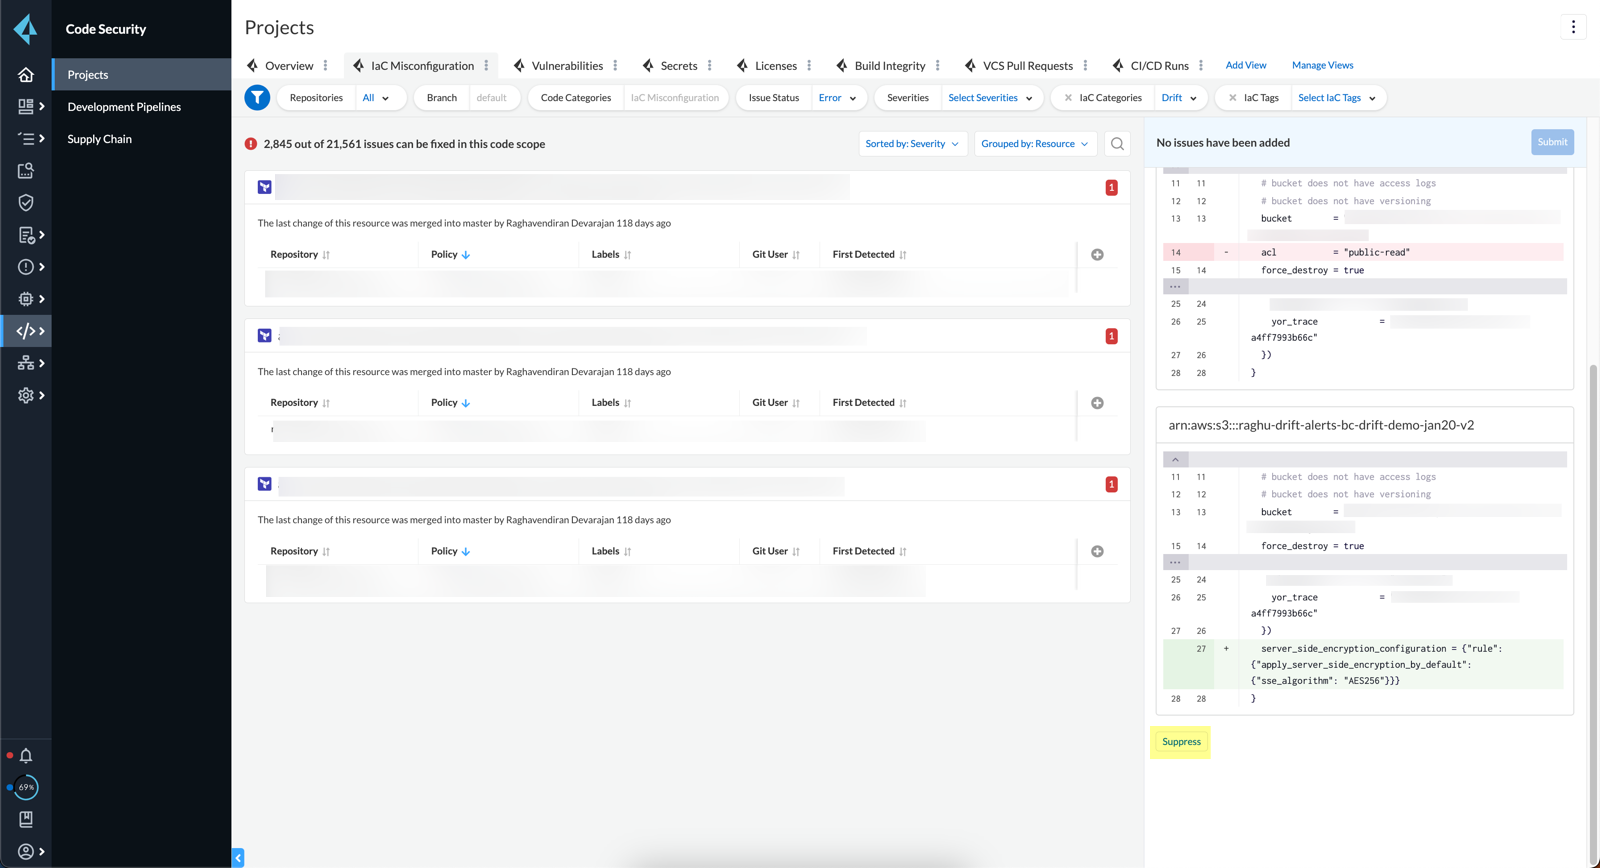 Code Security
Projects
Development Pipelines
Supply Chain
69%
Projects
Overview
IaC Misconfiguration
Vulnerabilities
Secrets
Licenses
Build Integrity
VCS Pull Requests
CI/CD Runs
Add View
Manage Views
Repositories All
Branch default
Code Categories IaC Misconfiguration
Issue Status Error
Severities Select Severities
IaC Categories Drift
IaC Tags Select IaC Tags
2,845 out of 21,561 issues can be fixed in this code scope
Sorted by: Severity
Grouped by: Resource
1
The last change of this resource was merged into master by Raghavendiran Devarajan 118 days ago
Repository Policy Labels Git User First Detected
1
The last change of this resource was merged into master by Raghavendiran Devarajan 118 days ago
Repository Policy Labels Git User First Detected
1
The last change of this resource was merged into master by Raghavendiran Devarajan 118 days ago
Repository Policy Labels Git User First Detected
No issues have been added
Submit
11 11 # bucket does not have access logs
12 12 # bucket does not have versioning
13 13 bucket =
14 - acl = "public-read"
15 14 force_destroy = true
...
25 24
26 25 yor_trace =
a4ff7993b66c"
27 26 })
28 28 }
arn:aws:s3:::raghu-drift-alerts-bc-drift-demo-jan20-v2
11 11 # bucket does not have access logs
12 12 # bucket does not have versioning
13 13 bucket =
15 14 force_destroy = true
...
25 24
26 25 yor_trace =
a4ff7993b66c"
27 26 })
27 + server_side_encryption_configuration = {"rule":
{"apply_server_side_encryption_by_default":
{"sse_algorithm": "AES256"}}}
28 28 }
Suppress